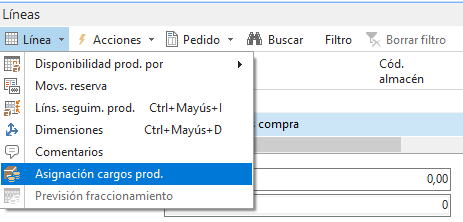 Líneas
Línea Acciones Pedido Buscar Filtro Borrar filtro
Disponibilidad prod. por
Cód.
almacén
Movs. reserva
Líns. seguim. prod. Ctrl+Mayús+I
Dimensiones Ctrl+Mayús+D
compra
Comentarios
Asignación cargos prod.
0,00
Previsión fraccionamiento
0